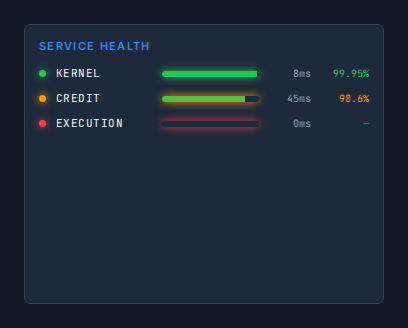 SERVICE HEALTH
KERNEL 8ms 99.95%
CREDIT 45ms 98.6%
EXECUTION 0ms —